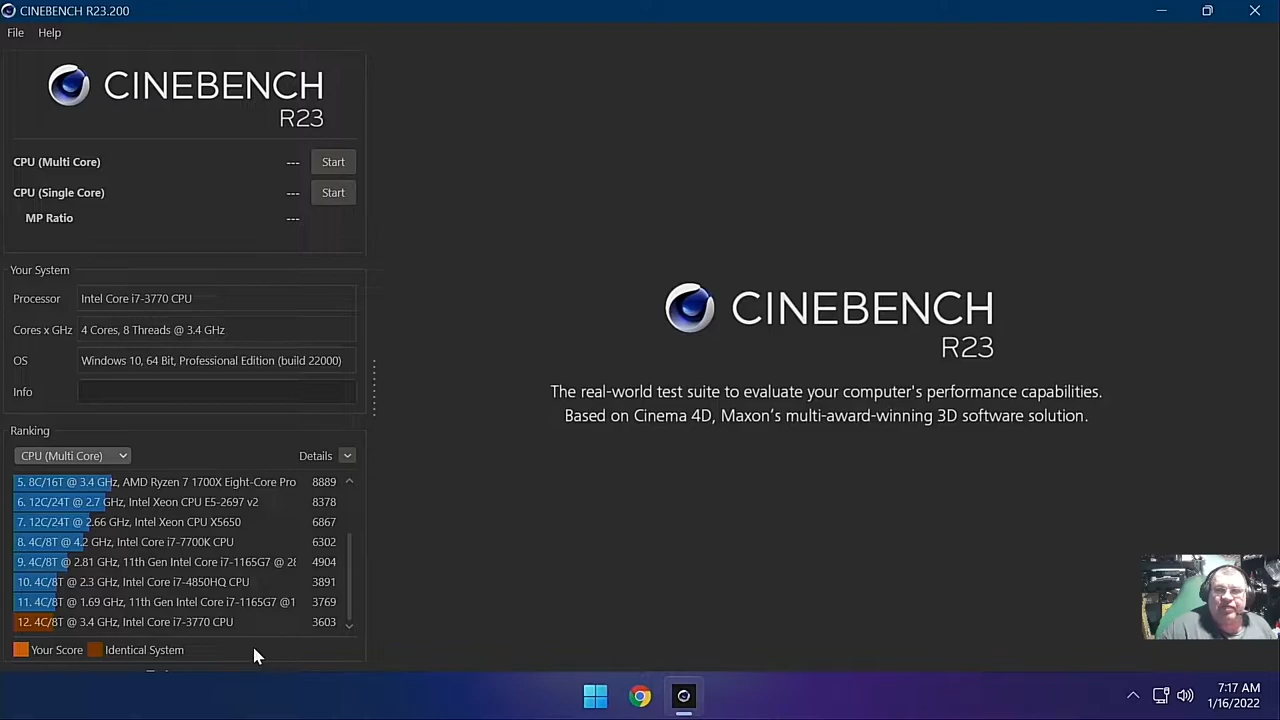 CINEBENCH R23.200
File Help
CINEBENCH
R23
CPU (Multi Core) --- Start
CPU (Single Core) --- Start
MP Ratio ---
Your System
Processor Intel Core i7-3770 CPU
Cores x GHz 4 Cores, 8 Threads @ 3.4 GHz
OS Windows 10, 64 Bit, Professional Edition (build 22000)
Info
Ranking
CPU (Multi Core) Details
5. 8C/16T @ 3.4 GHz, AMD Ryzen 7 1700X Eight-Core Pro 8889
6. 12C/24T @ 2.7 GHz, Intel Xeon CPU E5-2697 v2 8378
7. 12C/24T @ 2.66 GHz, Intel Xeon CPU X5650 6867
8. 4C/8T @ 4.2 GHz, Intel Core i7-7700K CPU 6302
9. 4C/8T @ 2.81 GHz, 11th Gen Intel Core i7-1165G7 @ 28 4904
10. 4C/8T @ 2.3 GHz, Intel Core i7-4850HQ CPU 3891
11. 4C/8T @ 1.69 GHz, 11th Gen Intel Core i7-1165G7 @1 3769
12. 4C/8T @ 3.4 GHz, Intel Core i7-3770 CPU 3603
Your Score Identical System
CINEBENCH
R23
The real-world test suite to evaluate your computer's performance capabilities.
Based on Cinema 4D, Maxon’s multi-award-winning 3D software solution.
7:17 AM
1/16/2022